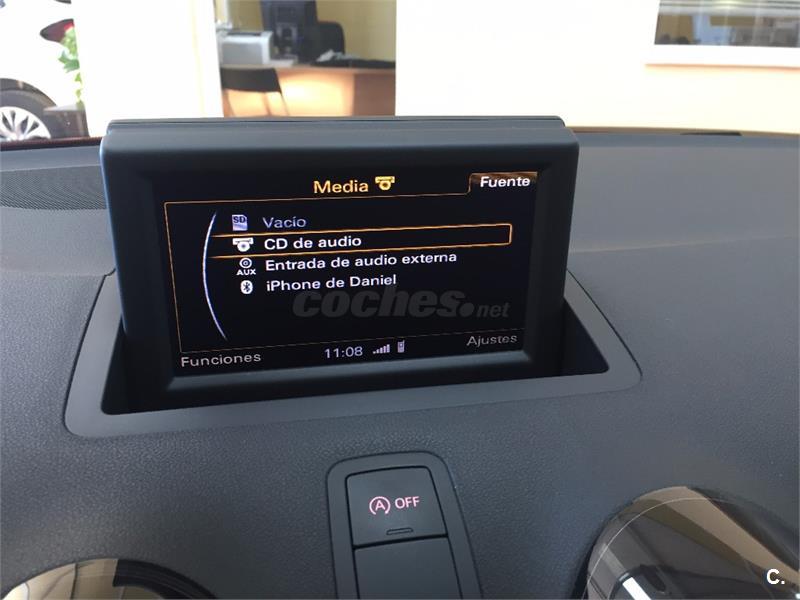 Media
Fuente
SD
Vacío
CD de audio
AUX
Entrada de audio externa
iPhone de Daniel
coches.net
Funciones
11:08
Ajustes
A OFF
C.